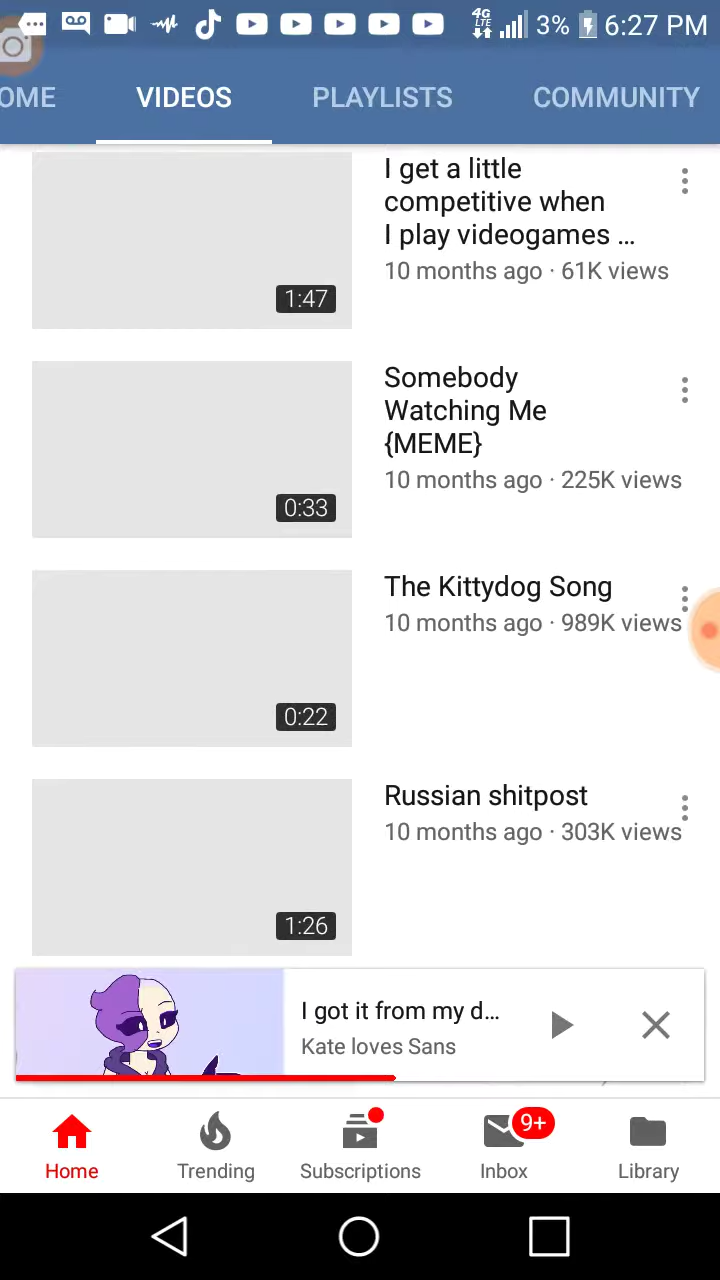 4G
LTE
3%
6:27 PM
OME
VIDEOS
PLAYLISTS
COMMUNITY
I get a little
competitive when
I play videogames ...
10 months ago · 61K views
1:47
Somebody
Watching Me
{MEME}
10 months ago · 225K views
0:33
The Kittydog Song
10 months ago · 989K views
0:22
Russian shitpost
10 months ago · 303K views
1:26
I got it from my d...
Kate loves Sans
9+
Home
Trending
Subscriptions
Inbox
Library